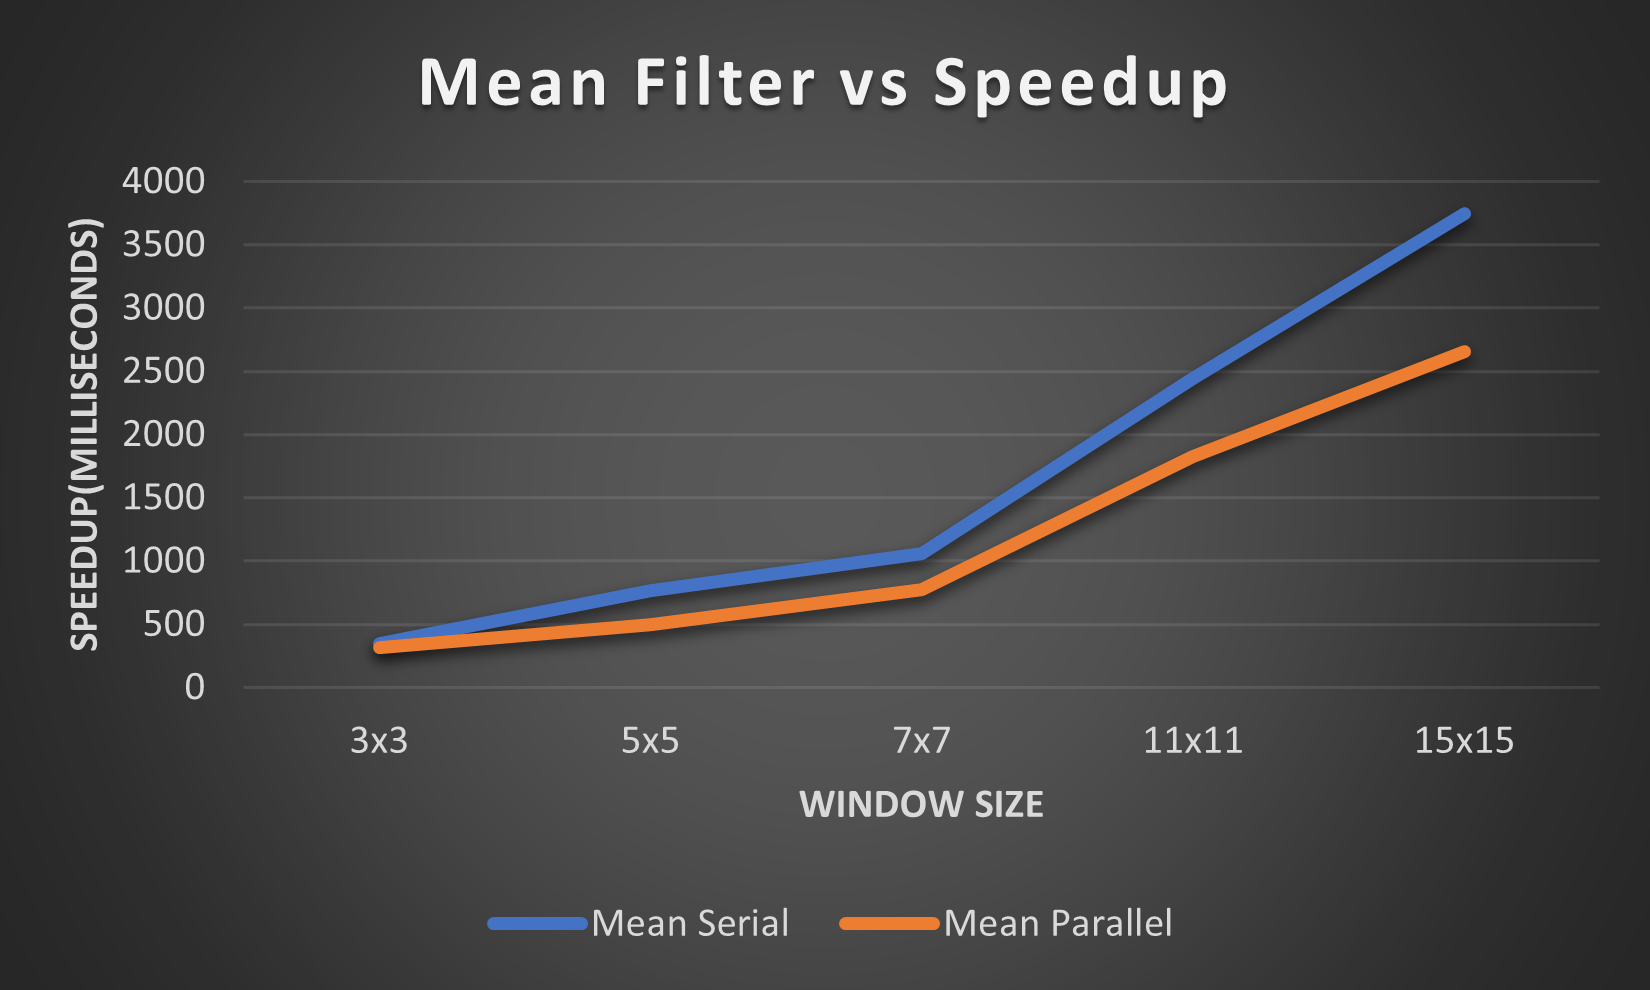 Mean Filter vs Speedup
SPEEDUP(MILLISECONDS)
4000
3500
3000
2500
2000
1500
1000
500
0
3x3 5x5 7x7 11x11 15x15
WINDOW SIZE
Mean Serial Mean Parallel